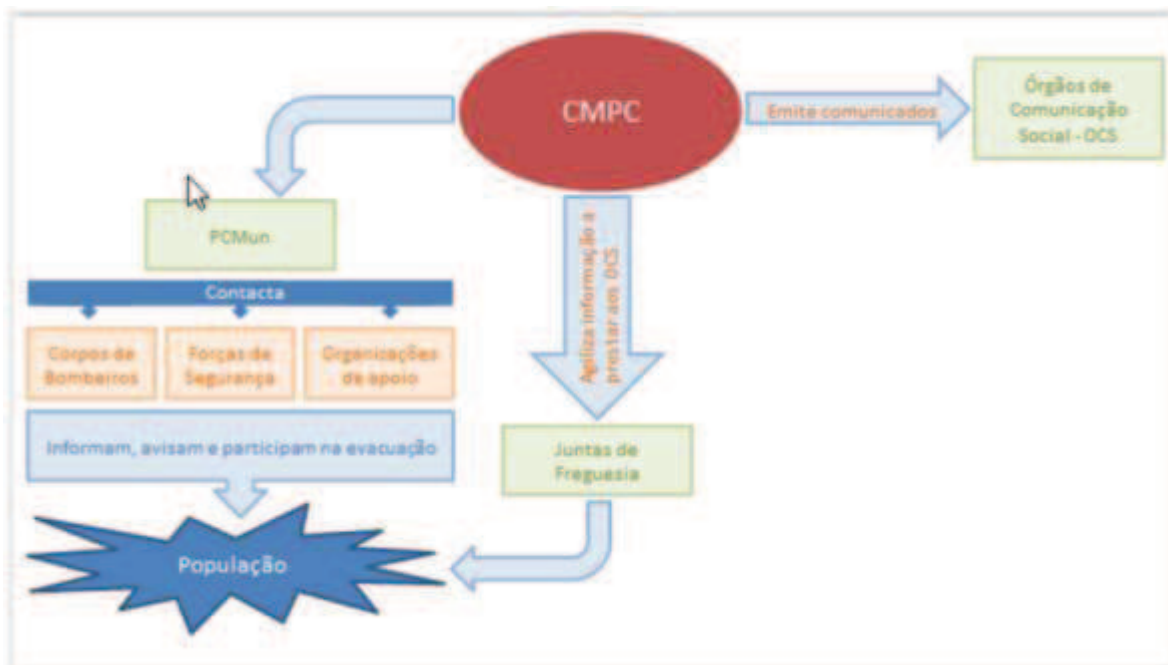 CMPC
Emite comunicados
Órgãos de
Comunicação
Social - OCS
PCMun
Contacta
Corpos de
Bombeiros
Forças de
Segurança
Organizações
de apoio
Informam, avisam e participam na evacuação
Agiliza informação a
prestar aos OCS
Juntas de
Freguesia
População